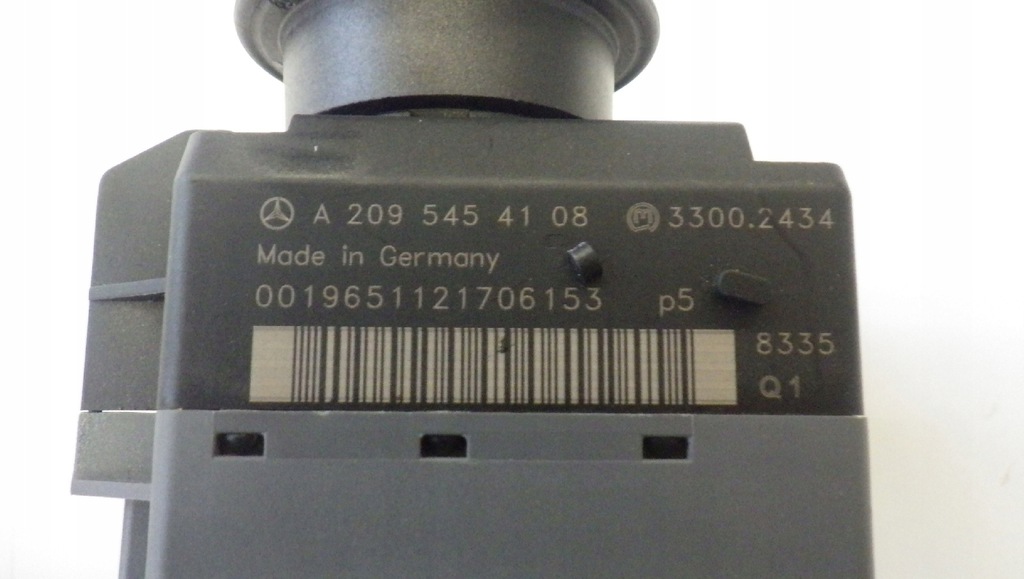 A 209 545 41 08 M 3300.2434
Made in Germany
0019651121706153 p5
8335
Q1